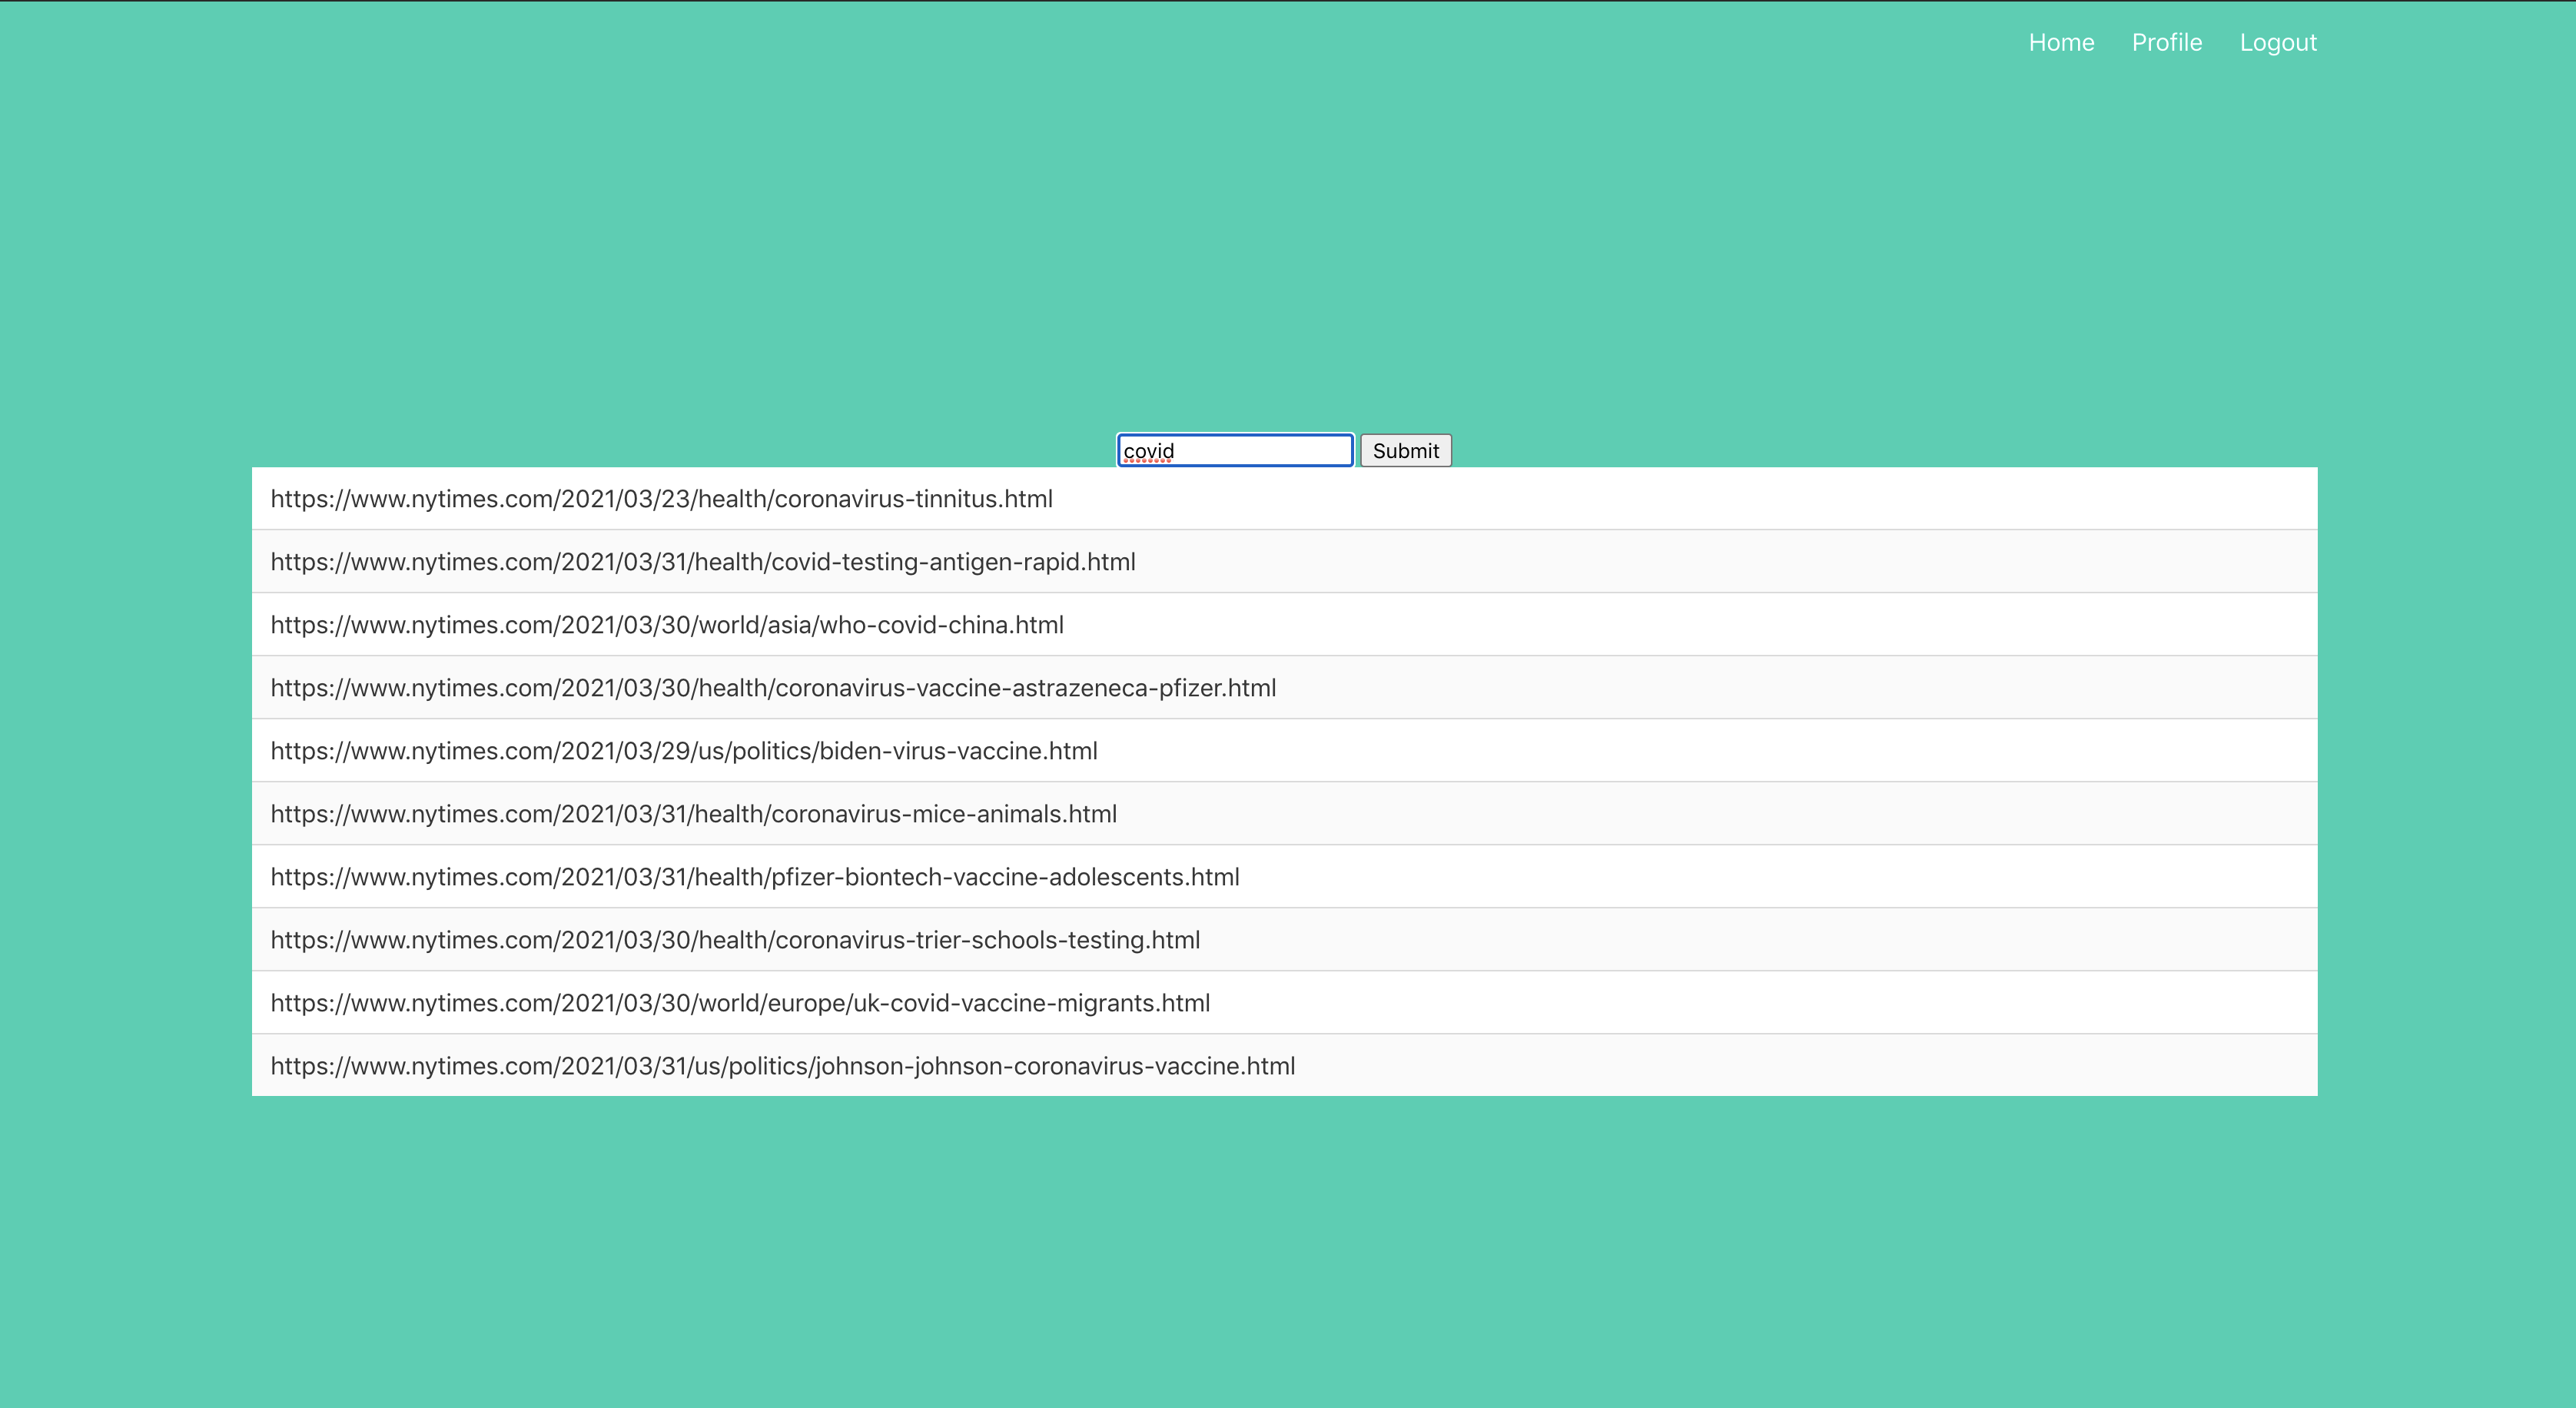 Home Profile Logout
covid Submit
https://www.nytimes.com/2021/03/23/health/coronavirus-tinnitus.html
https://www.nytimes.com/2021/03/31/health/covid-testing-antigen-rapid.html
https://www.nytimes.com/2021/03/30/world/asia/who-covid-china.html
https://www.nytimes.com/2021/03/30/health/coronavirus-vaccine-astrazeneca-pfizer.html
https://www.nytimes.com/2021/03/29/us/politics/biden-virus-vaccine.html
https://www.nytimes.com/2021/03/31/health/coronavirus-mice-animals.html
https://www.nytimes.com/2021/03/31/health/pfizer-biontech-vaccine-adolescents.html
https://www.nytimes.com/2021/03/30/health/coronavirus-trier-schools-testing.html
https://www.nytimes.com/2021/03/30/world/europe/uk-covid-vaccine-migrants.html
https://www.nytimes.com/2021/03/31/us/politics/johnson-johnson-coronavirus-vaccine.html